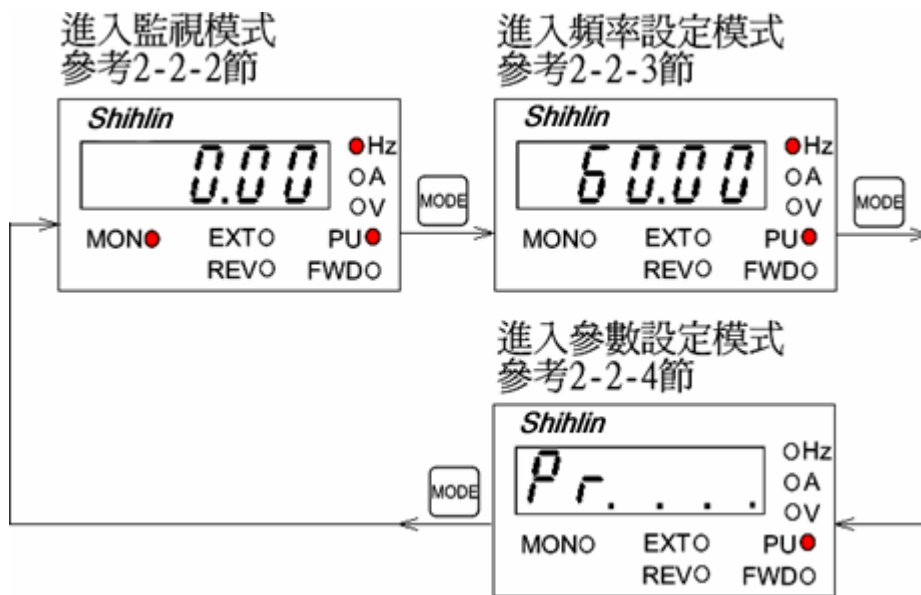 進入監視模式
參考2-2-2節
Shihlin
0.00
Hz
A
V
MON EXT PU
REV FWD
MODE
進入頻率設定模式
參考2-2-3節
Shihlin
60.00
Hz
A
V
MON EXT PU
REV FWD
MODE
進入參數設定模式
參考2-2-4節
Shihlin
Pr. . . .
Hz
A
V
MON EXT PU
REV FWD
MODE